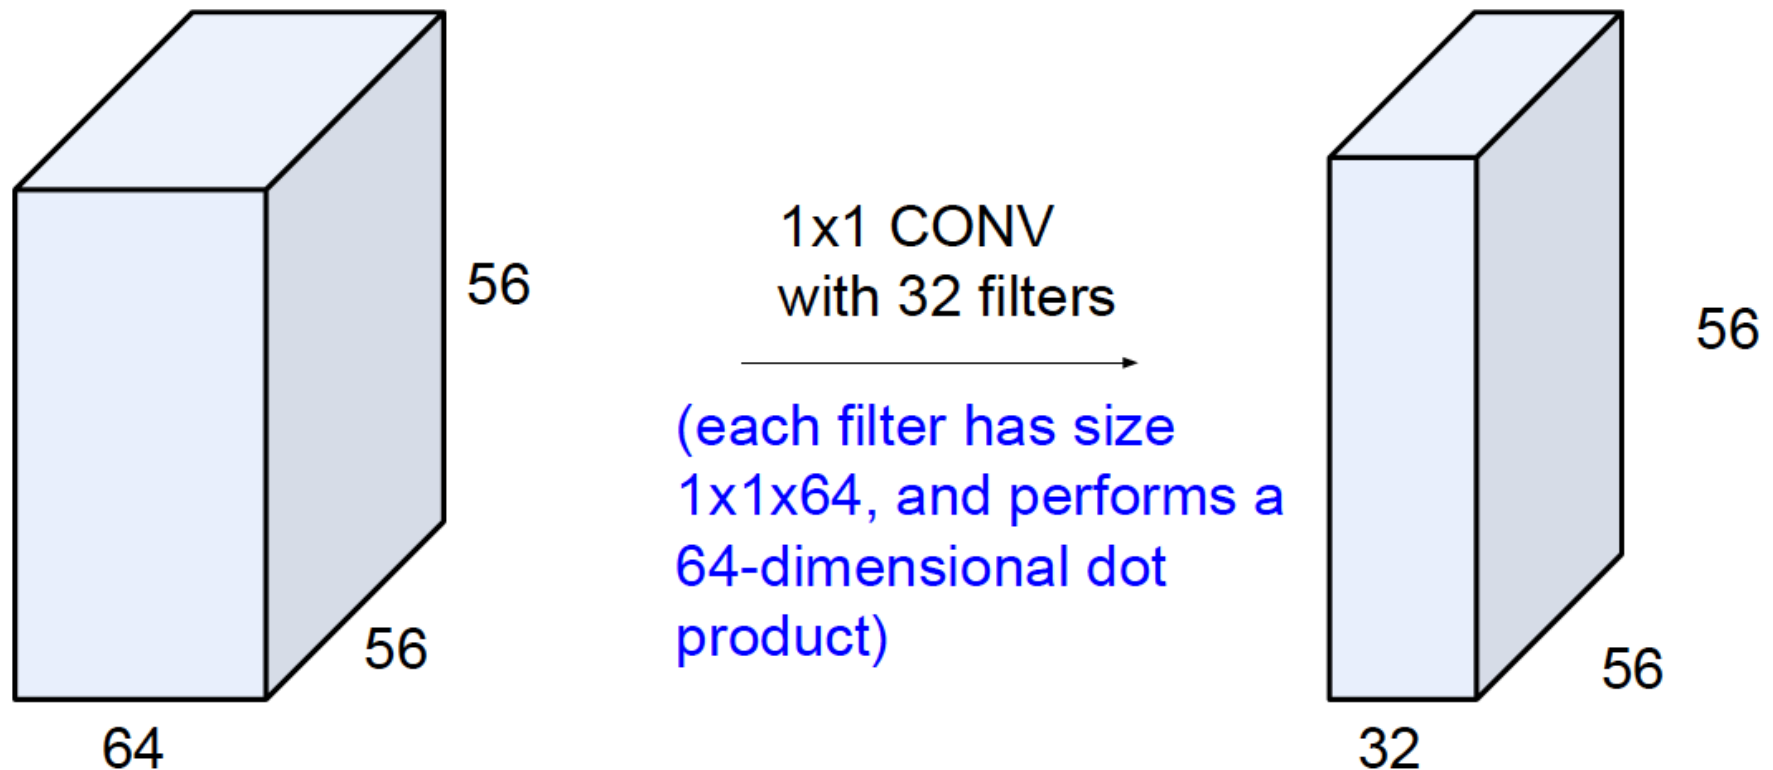 56
56
64
1x1 CONV
with 32 filters
(each filter has size
1x1x64, and performs a
64-dimensional dot
product)
56
56
32